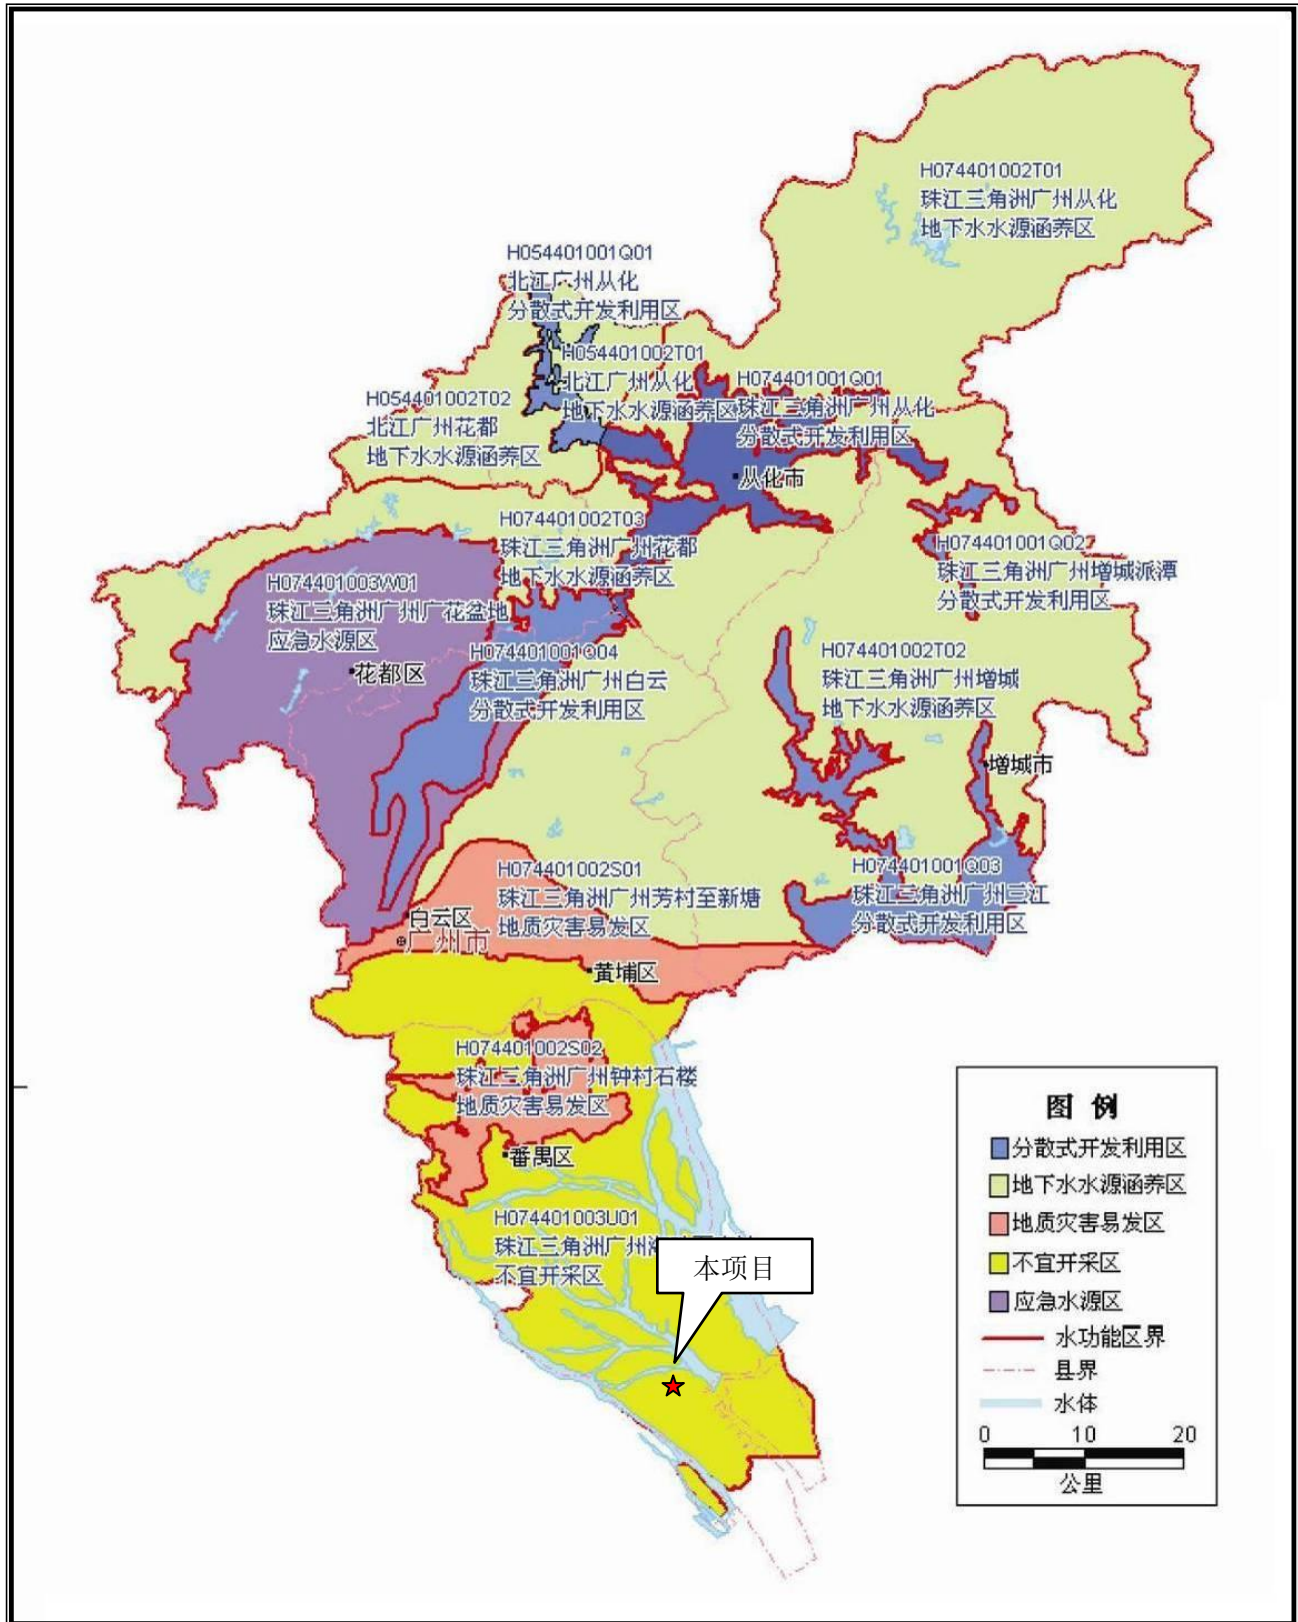 H074401002T01
珠江三角洲广州从化
地下水水源涵养区
H054401001Q01
北江广州从化
分散式开发利用区
H054401002T01
北江广州从化
地下水水源涵养区
H074401001Q01
珠江三角洲广州从化
分散式开发利用区
H054401002T02
北江广州花都
地下水水源涵养区
从化市
H074401002T03
珠江三角洲广州花都
地下水水源涵养区
H074401001Q02
珠江三角洲广州增城派潭
分散式开发利用区
H074401003W01
珠江三角洲广州广花盆地
应急水源区
花都区
H074401001Q04
珠江三角洲广州白云
分散式开发利用区
H074401002T02
珠江三角洲广州增城
地下水水源涵养区
增城市
H074401002S01
珠江三角洲广州芳村至新塘
地质灾害易发区
H074401001Q03
珠江三角洲广州三江
分散式开发利用区
白云区
广州市
黄埔区
H074401002S02
珠江三角洲广州钟村石楼
地质灾害易发区
番禺区
H074401003U01
珠江三角洲广州
不宜开采区
本项目
图 例
分散式开发利用区
地下水水源涵养区
地质灾害易发区
不宜开采区
应急水源区
水功能区界
县界
水体
0 10 20
公里